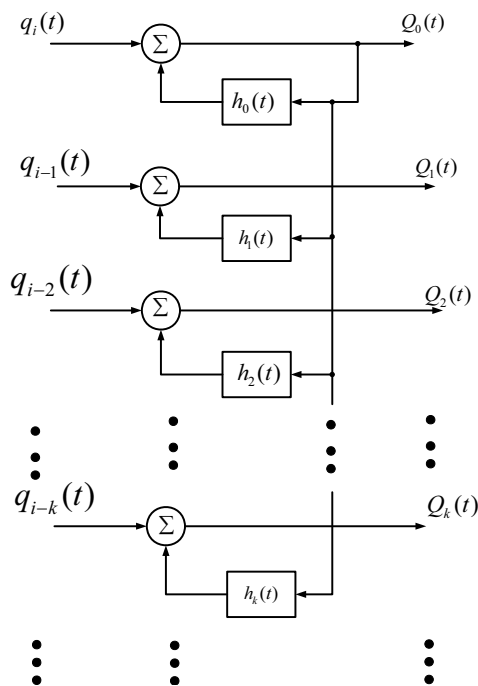 q_i(t) Σ Q_0(t)
h_0(t)
q_{i-1}(t) Σ Q_1(t)
h_1(t)
q_{i-2}(t) Σ Q_2(t)
h_2(t)
q_{i-k}(t) Σ Q_k(t)
h_k(t)